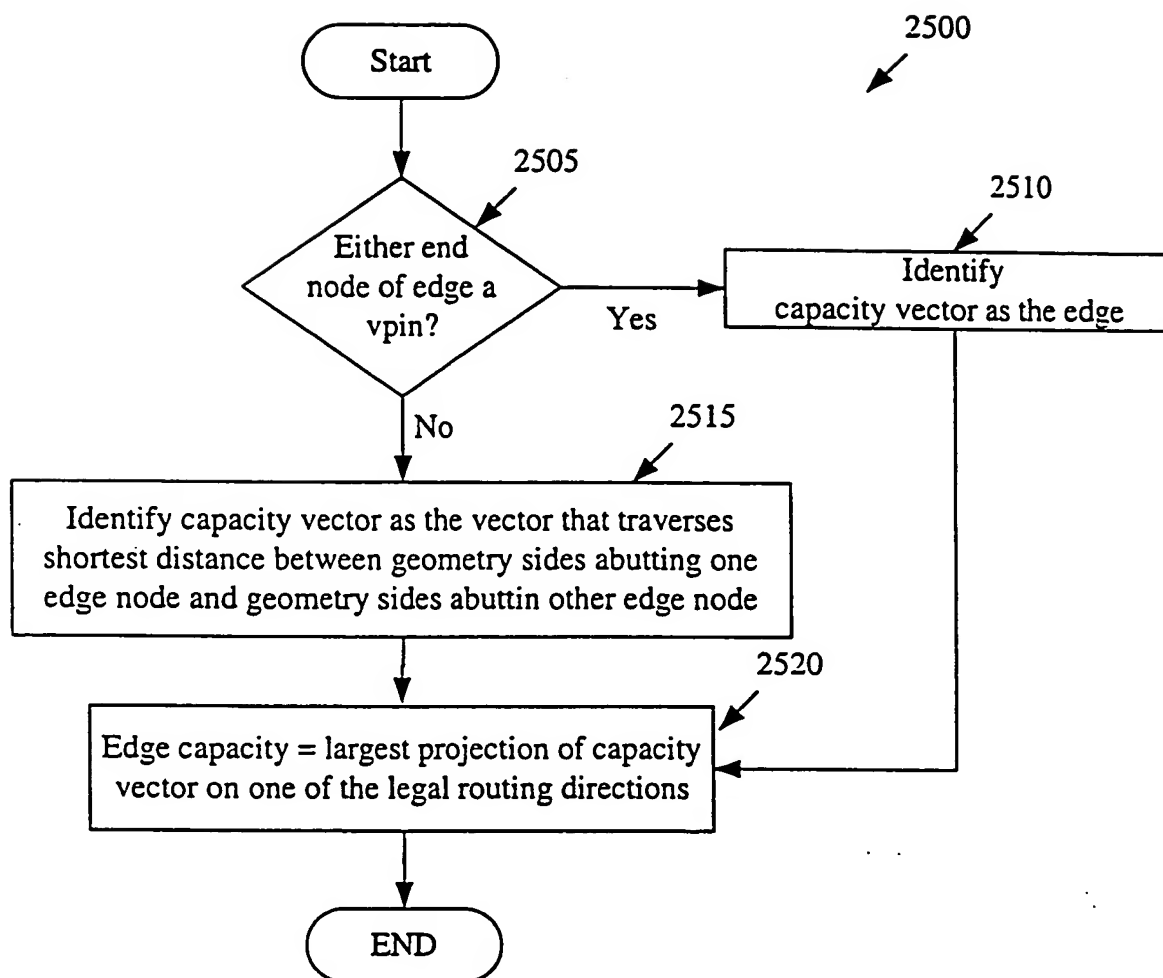 2500
Start
2505
Either end
node of edge a
vpin?
2510
Identify
capacity vector as the edge
Yes
No
2515
Identify capacity vector as the vector that traverses
shortest distance between geometry sides abutting one
edge node and geometry sides abuttin other edge node
2520
Edge capacity = largest projection of capacity
vector on one of the legal routing directions
END